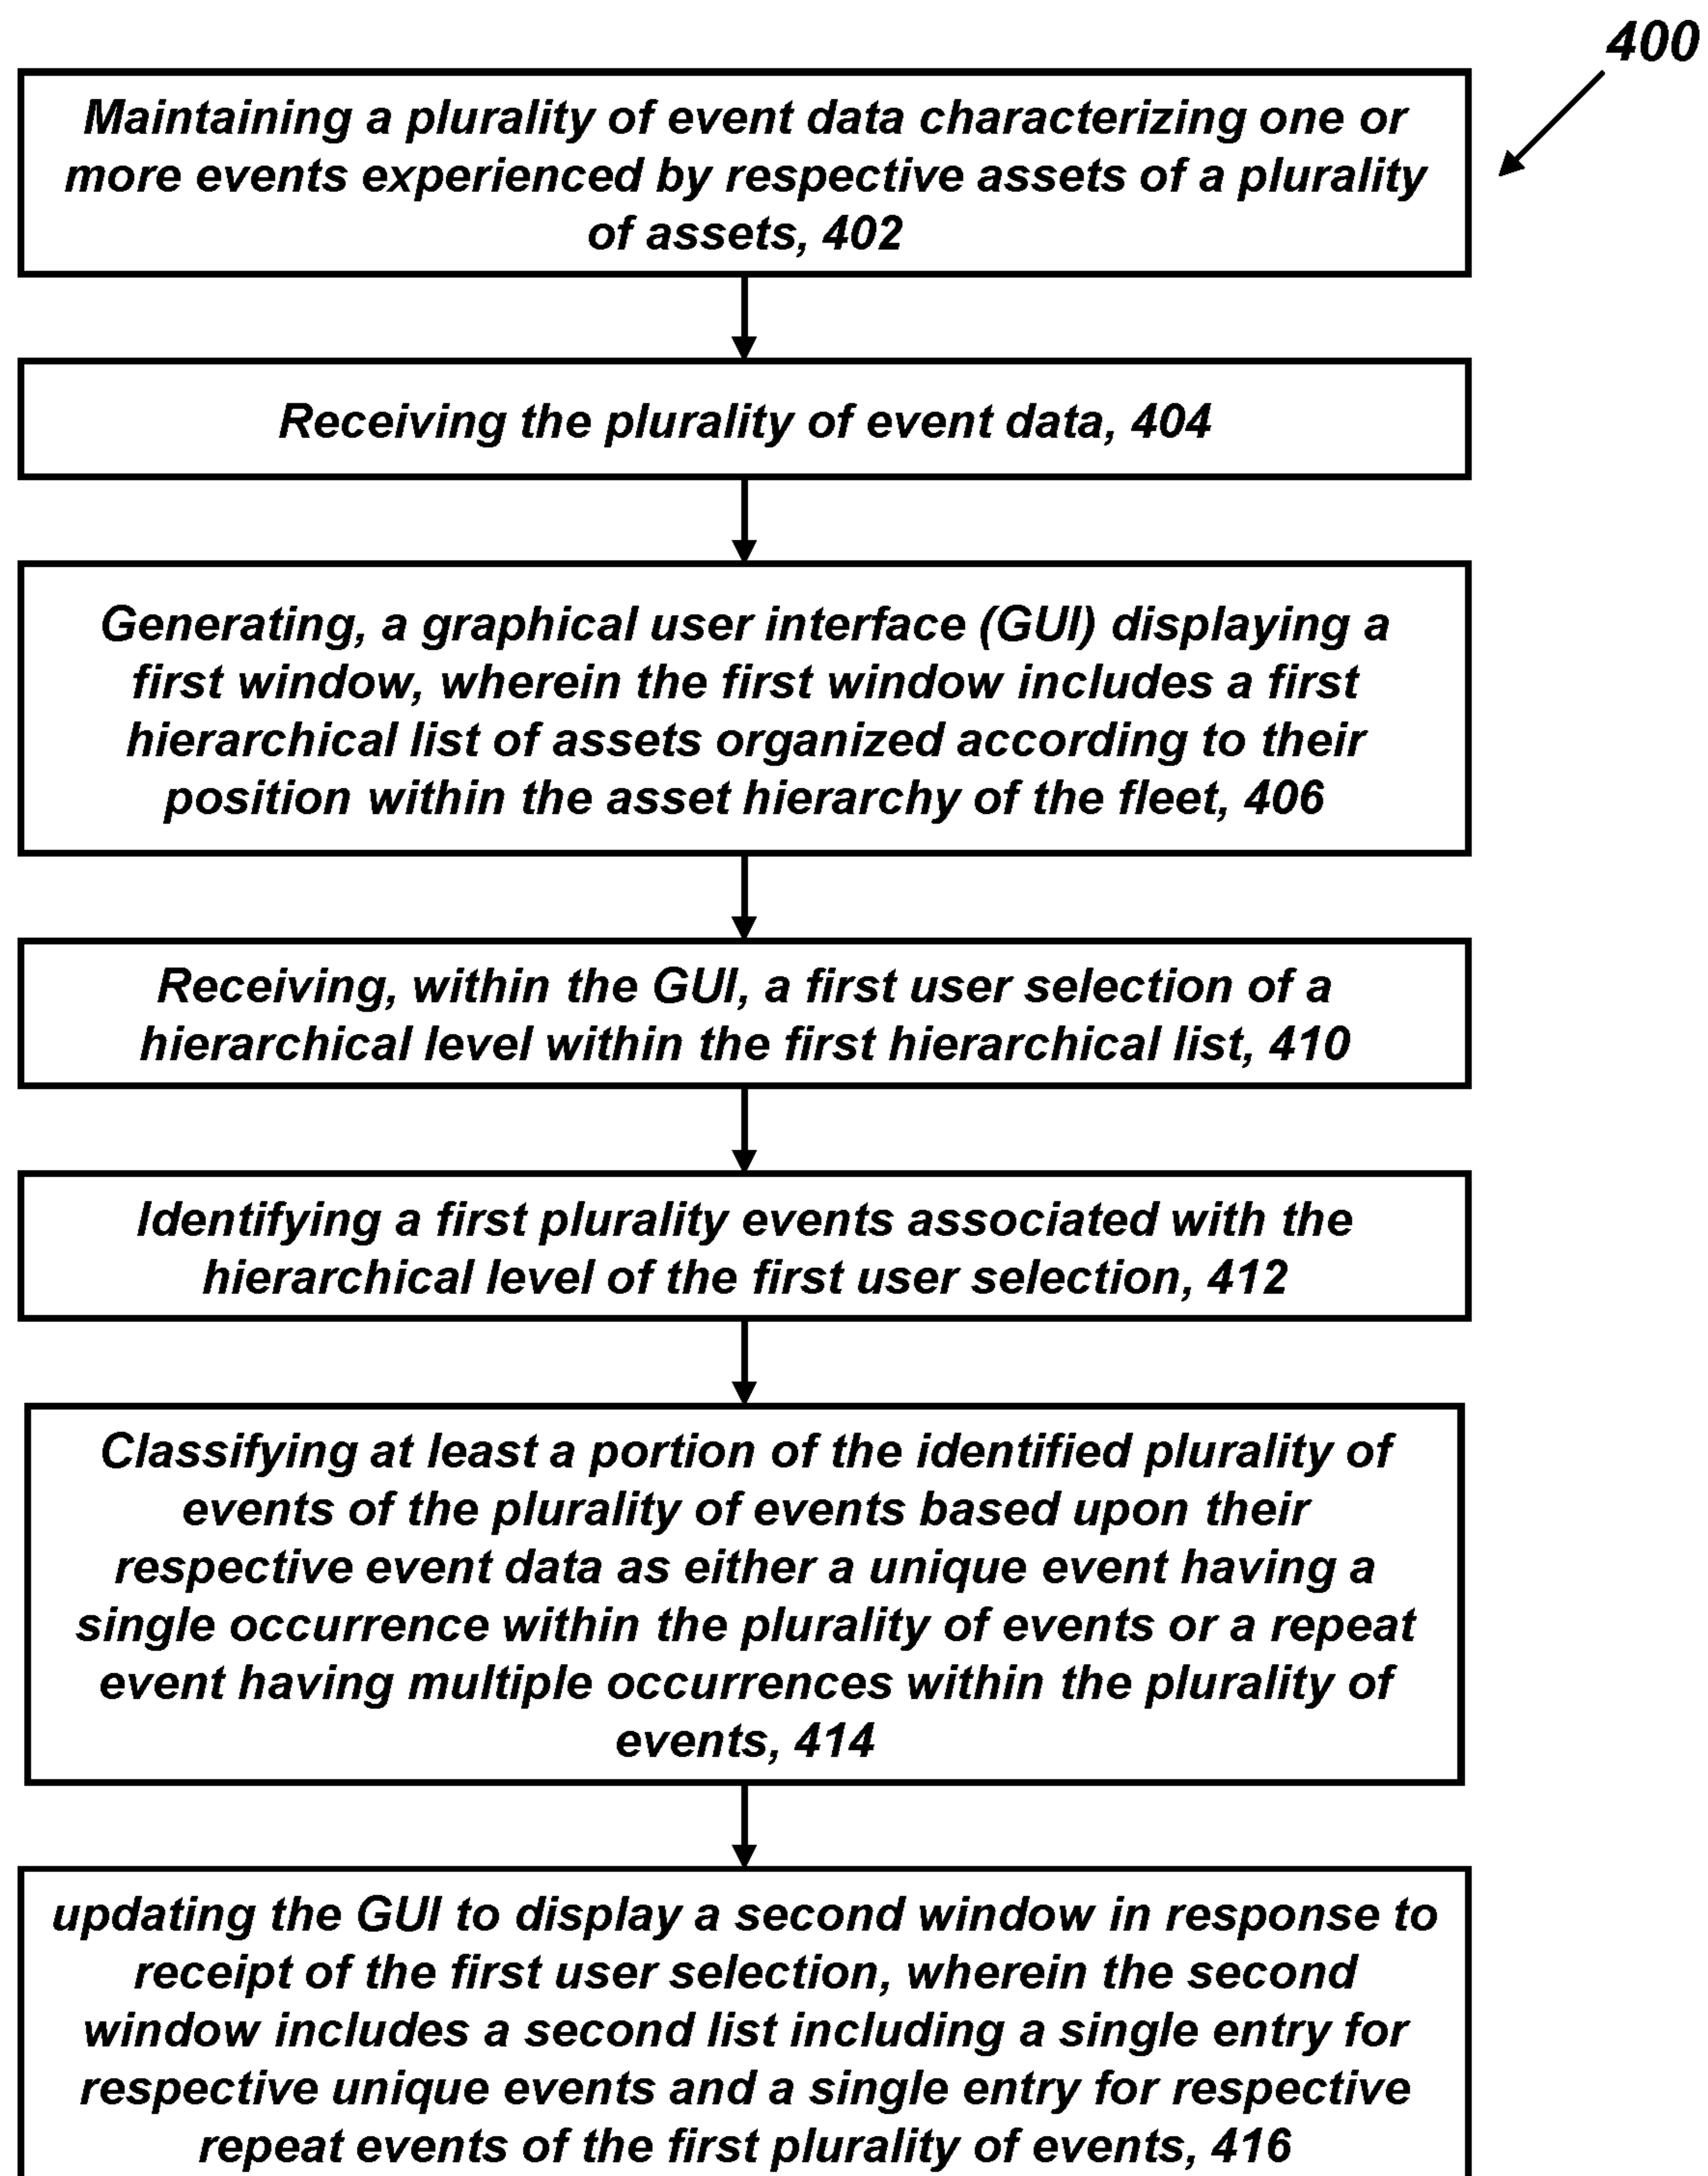 400
Maintaining a plurality of event data characterizing one or
more events experienced by respective assets of a plurality
of assets, 402
Receiving the plurality of event data, 404
Generating, a graphical user interface (GUI) displaying a
first window, wherein the first window includes a first
hierarchical list of assets organized according to their
position within the asset hierarchy of the fleet, 406
Receiving, within the GUI, a first user selection of a
hierarchical level within the first hierarchical list, 410
Identifying a first plurality events associated with the
hierarchical level of the first user selection, 412
Classifying at least a portion of the identified plurality of
events of the plurality of events based upon their
respective event data as either a unique event having a
single occurrence within the plurality of events or a repeat
event having multiple occurrences within the plurality of
events, 414
updating the GUI to display a second window in response to
receipt of the first user selection, wherein the second
window includes a second list including a single entry for
respective unique events and a single entry for respective
repeat events of the first plurality of events, 416